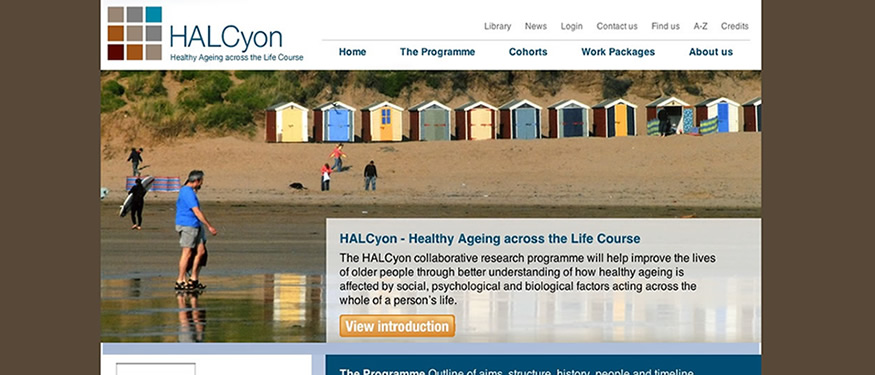 HALCyon
Healthy Ageing across the Life Course
Library News Login Contact us Find us A-Z Credits
Home The Programme Cohorts Work Packages About us
HALCyon - Healthy Ageing across the Life Course
The HALCyon collaborative research programme will help improve the lives
of older people through better understanding of how healthy ageing is
affected by social, psychological and biological factors acting across the
whole of a person's life.
View introduction
The Programme Outline of aims, structure, history, people and timeline